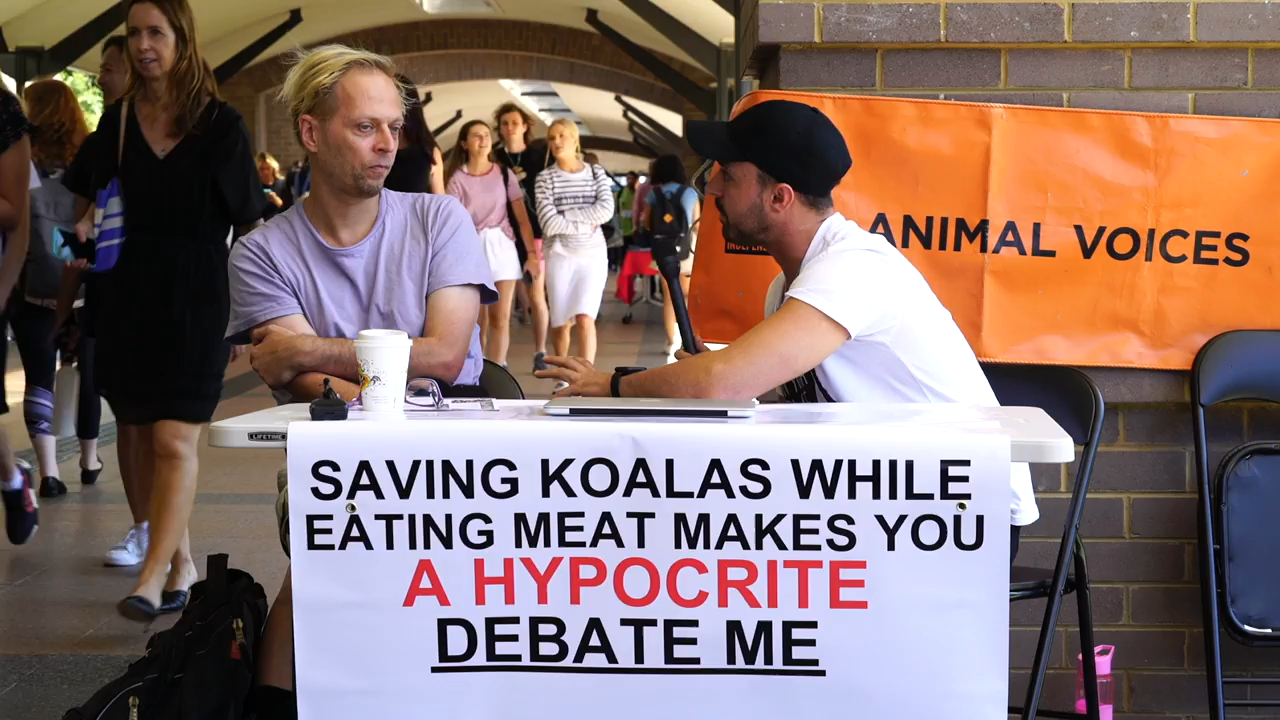 ANIMAL VOICES
LIFETIME
SAVING KOALAS WHILE
EATING MEAT MAKES YOU
A HYPOCRITE
DEBATE ME